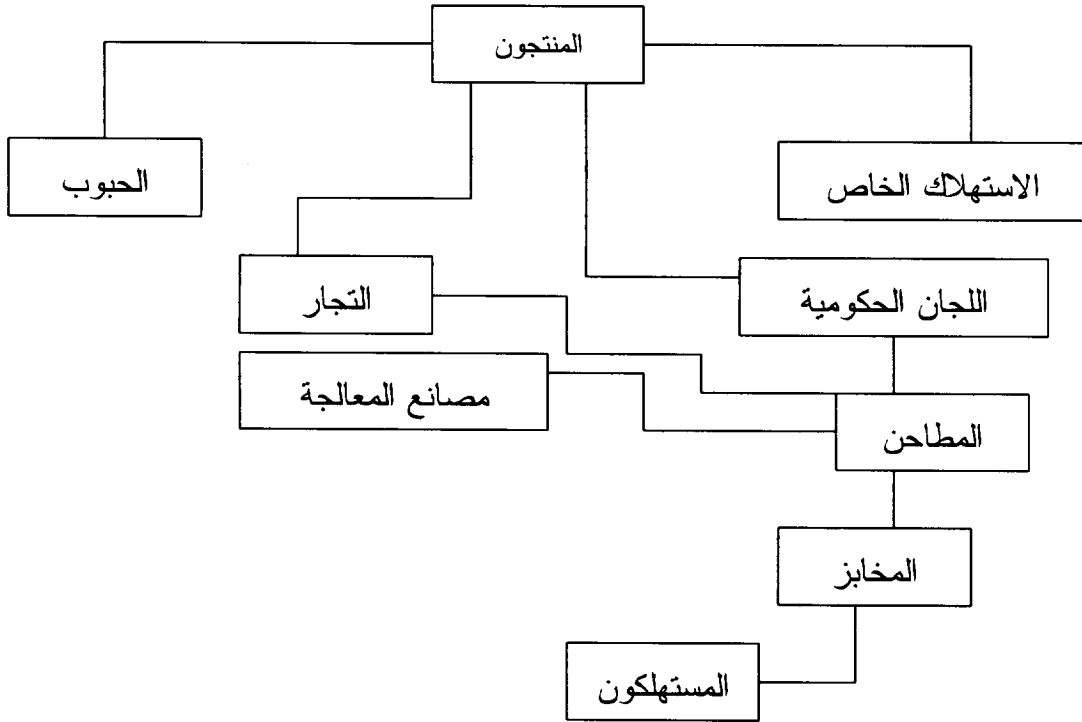 المنتجون
الاستهلاك الخاص
الحبوب
اللجان الحكومية
التجار
مصانع المعالجة
المطاحن
المخابز
المستهلكون